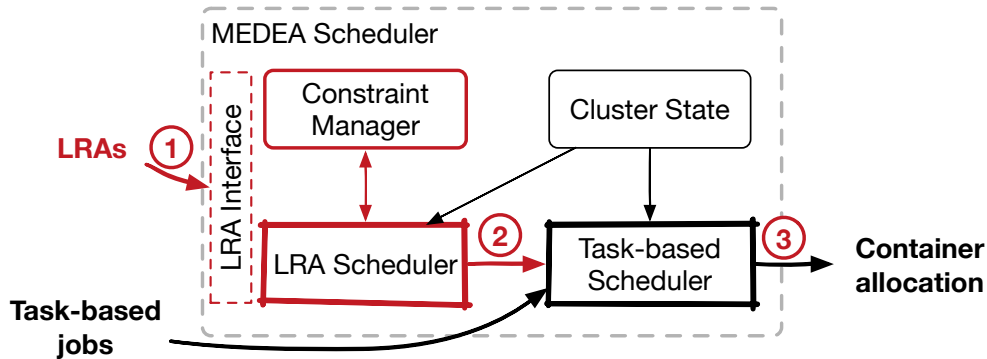 MEDEA Scheduler
LRA Interface
Constraint
Manager
Cluster State
LRAs
1
LRA Scheduler
2
Task-based
Scheduler
3
Container
allocation
Task-based
jobs